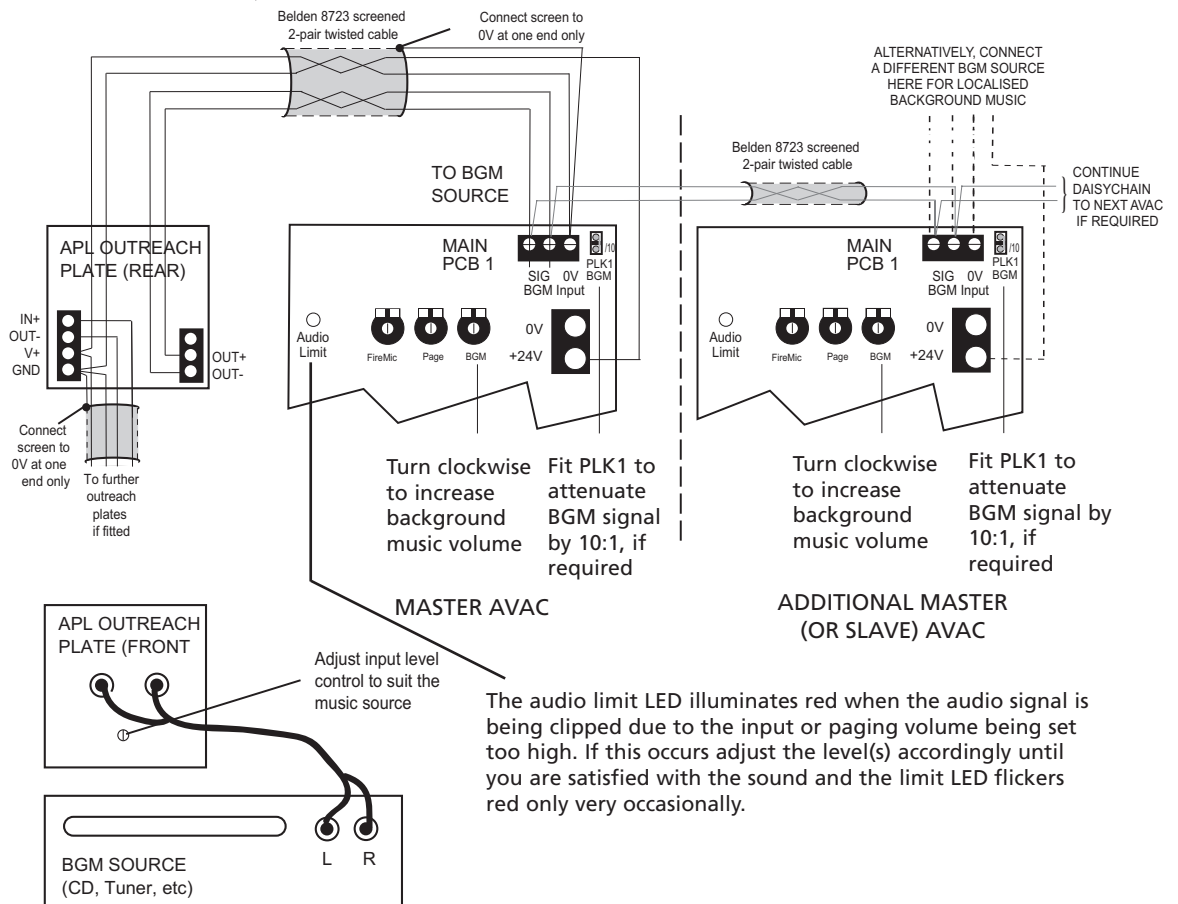 Belden 8723 screened
2-pair twisted cable
Connect screen to
0V at one end only
ALTERNATIVELY, CONNECT
A DIFFERENT BGM SOURCE
HERE FOR LOCALISED
BACKGROUND MUSIC
Belden 8723 screened
2-pair twisted cable
TO BGM
SOURCE
CONTINUE
DAISYCHAIN
TO NEXT AVAC
IF REQUIRED
APL OUTREACH
PLATE (REAR)
IN+
OUT-
V+
GND
OUT+
OUT-
Connect
screen to
0V at one
end only
To further
outreach
plates
if fitted
MAIN
PCB 1
/10
PLK1
BGM
SIG 0V
BGM Input
Audio
Limit
FireMic Page BGM
0V
+24V
Turn clockwise
to increase
background
music volume
Fit PLK1 to
attenuate
BGM signal
by 10:1, if
required
MASTER AVAC
MAIN
PCB 1
/10
PLK1
BGM
SIG 0V
BGM Input
Audio
Limit
FireMic Page BGM
0V
+24V
Turn clockwise
to increase
background
music volume
Fit PLK1 to
attenuate
BGM signal by
10:1, if
required
ADDITIONAL MASTER
(OR SLAVE) AVAC
APL OUTREACH
PLATE (FRONT
Adjust input level
control to suit the
music source
The audio limit LED illuminates red when the audio signal is
being clipped due to the input or paging volume being set
too high. If this occurs adjust the level(s) accordingly until
you are satisfied with the sound and the limit LED flickers
red only very occasionally.
L R
BGM SOURCE
(CD, Tuner, etc)